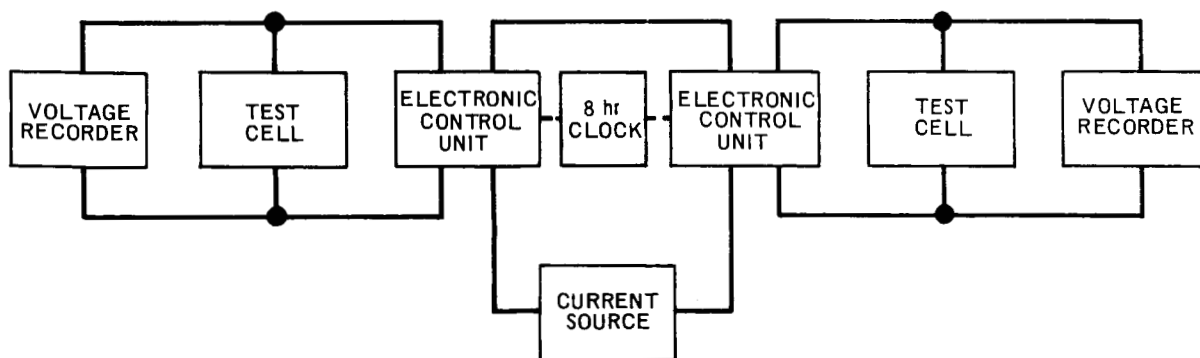 VOLTAGE
RECORDER
TEST
CELL
ELECTRONIC
CONTROL
UNIT
8 hr
CLOCK
ELECTRONIC
CONTROL
UNIT
TEST
CELL
VOLTAGE
RECORDER
CURRENT
SOURCE